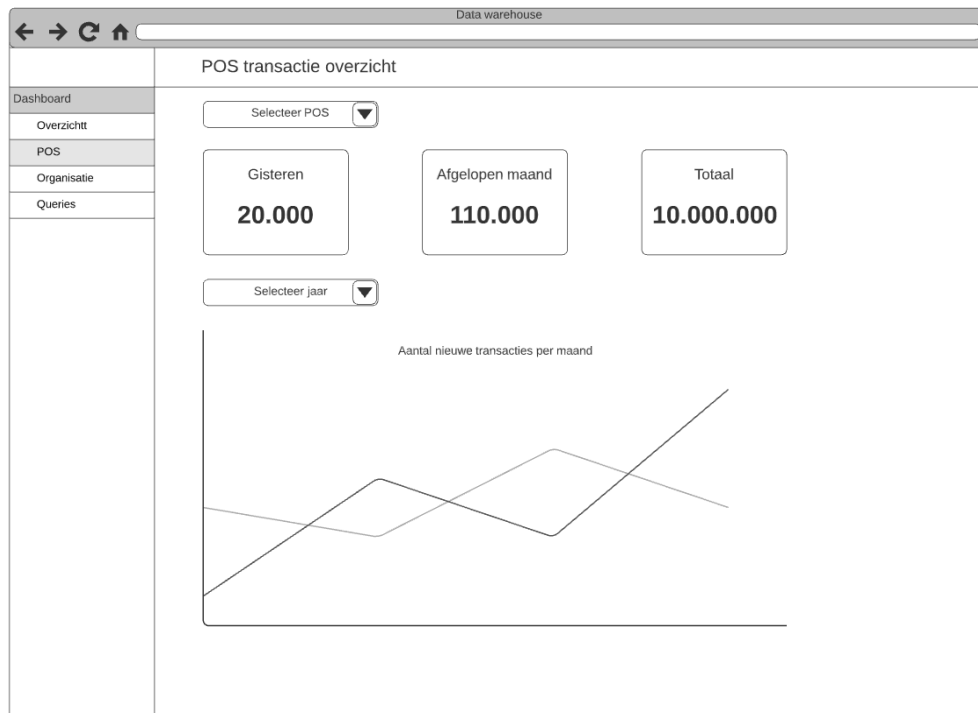 Data warehouse
POS transactie overzicht
Dashboard
Overzichtt
POS
Organisatie
Queries
Selecteer POS
Gisteren
20.000
Afgelopen maand
110.000
Totaal
10.000.000
Selecteer jaar
Aantal nieuwe transacties per maand